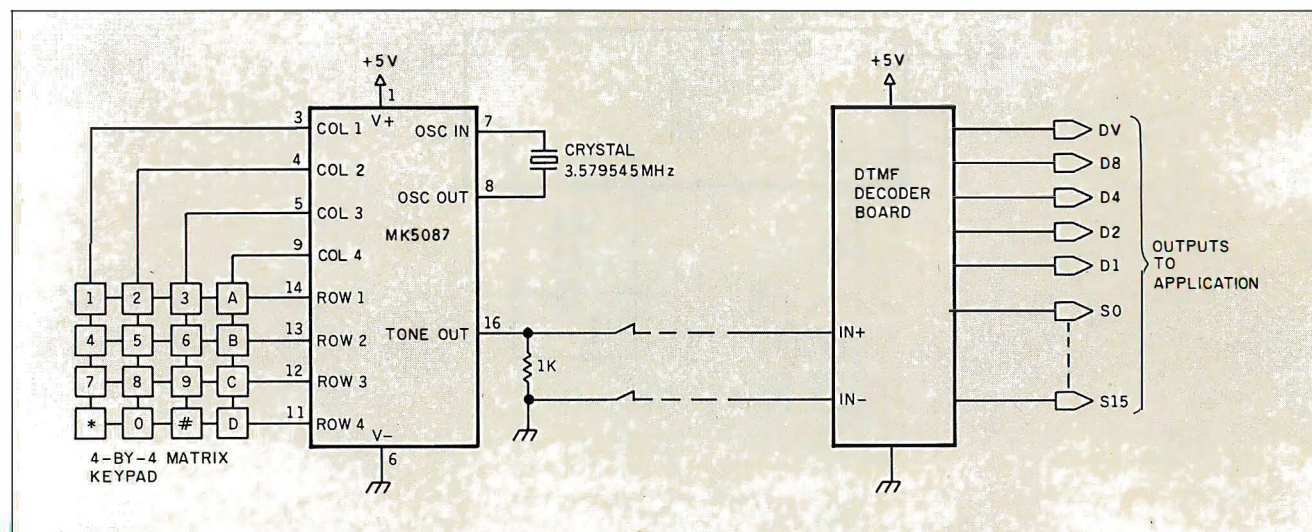 +5V
1
V+
3
COL 1
4
COL 2
5
COL 3
9
COL 4
14
ROW 1
13
ROW 2
12
ROW 3
11
ROW 4
OSC IN
7
OSC OUT
8
MK5087
TONE OUT
16
V-
6
CRYSTAL
3.579545MHz
1K
1 2 3 A
4 5 6 B
7 8 9 C
* 0 # D
4-BY-4 MATRIX
KEYPAD
+5V
DTMF
DECODER
BOARD
IN+
IN-
DV
D8
D4
D2
D1
S0
S15
OUTPUTS
TO
APPLICATION